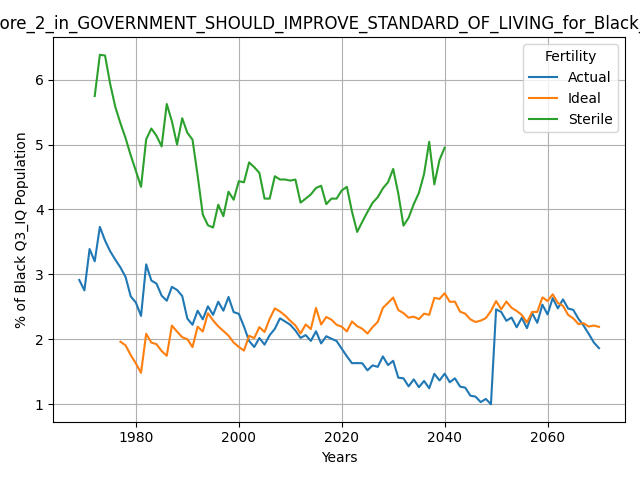 ore_2_in_GOVERNMENT_SHOULD_IMPROVE_STANDARD_OF_LIVING_for_Black_
Fertility
Actual
Ideal
Sterile
% of Black Q3_IQ Population
6
5
4
3
2
1
1980
2000
2020
2040
2060
Years